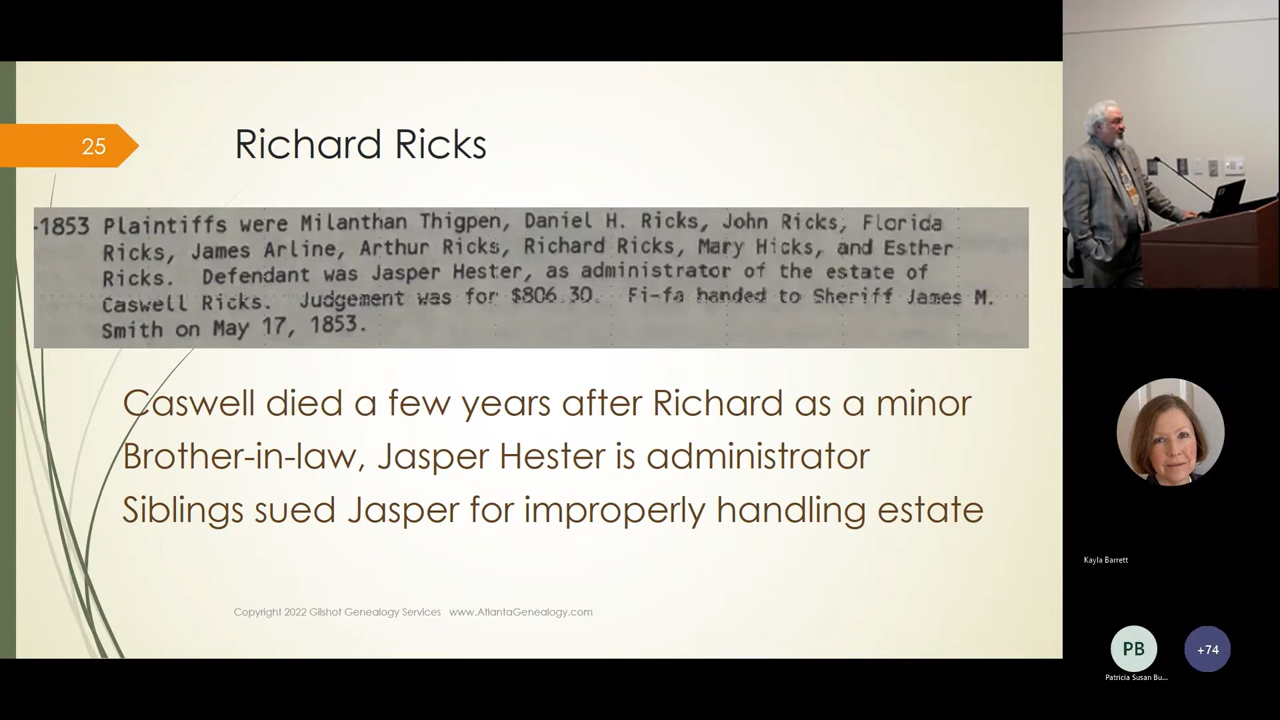 25
Richard Ricks
-1853 Plaintiffs were Milanthan Thigpen, Daniel H. Ricks, John Ricks, Florida
Ricks, James Arline, Arthur Ricks, Richard Ricks, Mary Hicks, and Esther
Ricks. Defendant was Jasper Hester, as administrator of the estate of
Caswell Ricks. Judgement was for $806.30. Fi-fa handed to Sheriff James M.
Smith on May 17, 1853.
Caswell died a few years after Richard as a minor
Brother-in-law, Jasper Hester is administrator
Siblings sued Jasper for improperly handling estate
Copyright 2022 Gilshot Genealogy Services www.AtlantaGenealogy.com
Kayla Barrett
PB
+74
Patricia Susan Bu...